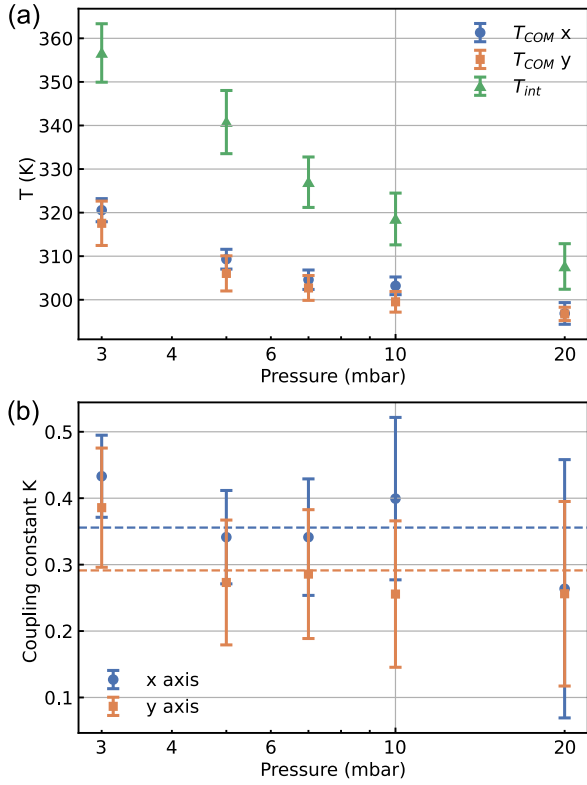 (a)
T_COM x
T_COM y
T_int
360
350
340
330
320
310
300
T (K)
3 4 6 10 20
Pressure (mbar)
(b)
0.5
0.4
0.3
0.2
0.1
Coupling constant K
x axis
y axis
3 4 6 10 20
Pressure (mbar)